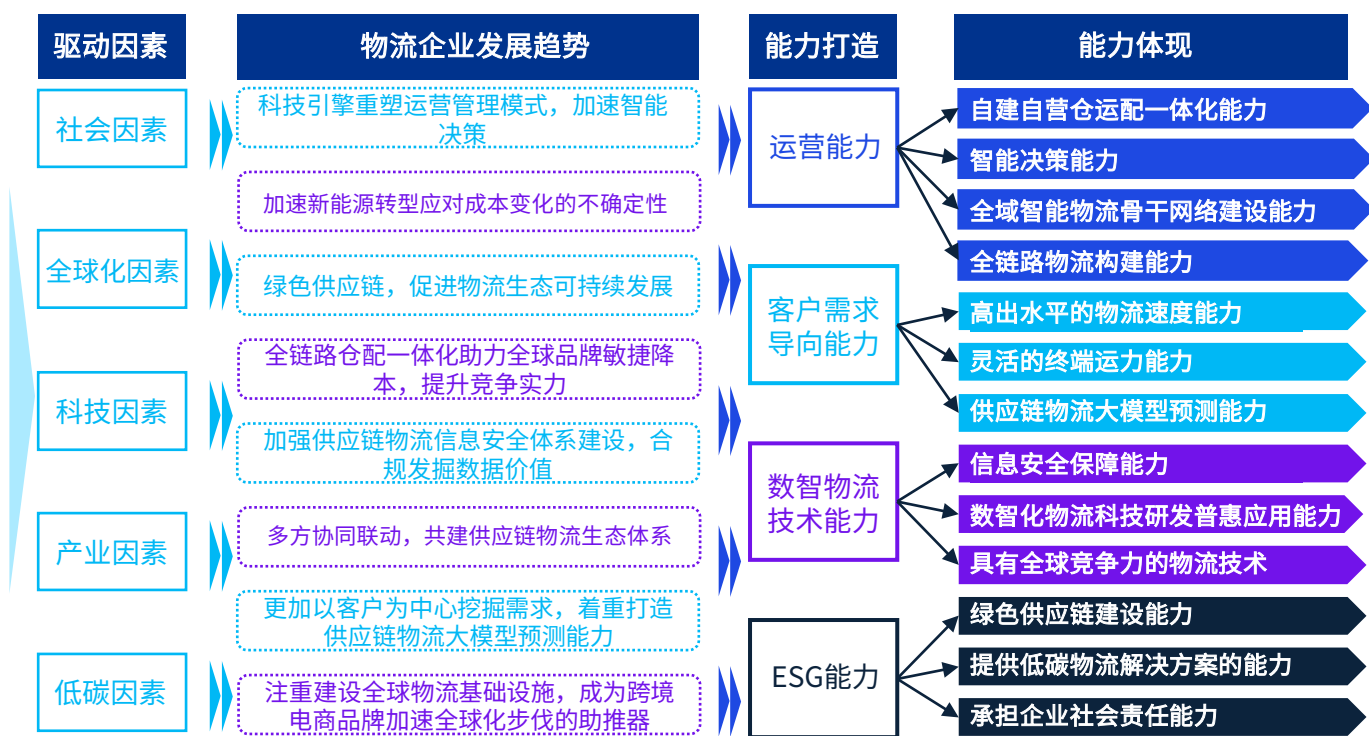 驱动因素
物流企业发展趋势
能力打造
能力体现
社会因素
全球化因素
科技因素
产业因素
低碳因素
科技引擎重塑运营管理模式，加速智能
决策
加速新能源转型应对成本变化的不确定性
绿色供应链，促进物流生态可持续发展
全链路仓配一体化助力全球品牌敏捷降
本，提升竞争实力
加强供应链物流信息安全体系建设，合
规发掘数据价值
多方协同联动，共建供应链物流生态体系
更加以客户为中心挖掘需求，着重打造
供应链物流大模型预测能力
注重建设全球物流基础设施，成为跨境
电商品牌加速全球化步伐的助推器
运营能力
客户需求
导向能力
数智物流
技术能力
ESG能力
自建自营仓运配一体化能力
智能决策能力
全域智能物流骨干网络建设能力
全链路物流构建能力
高出水平的物流速度能力
灵活的终端运力能力
供应链物流大模型预测能力
信息安全保障能力
数智化物流科技研发普惠应用能力
具有全球竞争力的物流技术
绿色供应链建设能力
提供低碳物流解决方案的能力
承担企业社会责任能力